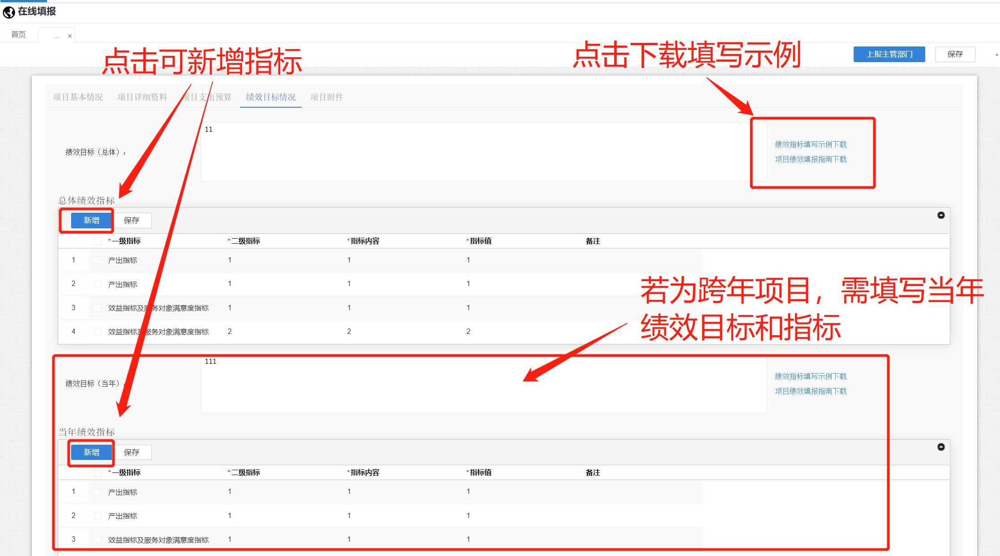 在线填报
首页
... ×
点击可新增指标
点击下载填写示例
上报主管部门 保存
项目基本情况 项目详细资料 项目支出预算 绩效目标情况 项目附件
绩效目标（总体）：
11
绩效指标填写示例下载
项目绩效填报指南下载
总体绩效指标
新增 保存
*一级指标 *二级指标 *指标内容 *指标值 备注
1 产出指标 1 1 1
2 产出指标 1 1 1
3 效益指标及服务对象满意度指标 1 1 1
4 效益指标及服务对象满意度指标 2 2 2
若为跨年项目，需填写当年
绩效目标和指标
绩效目标（当年）：
111
绩效指标填写示例下载
项目绩效填报指南下载
当年绩效指标
新增 保存
*一级指标 *二级指标 *指标内容 *指标值 备注
1 产出指标 1 1 1
2 产出指标 1 1 1
3 效益指标及服务对象满意度指标 1 1 1